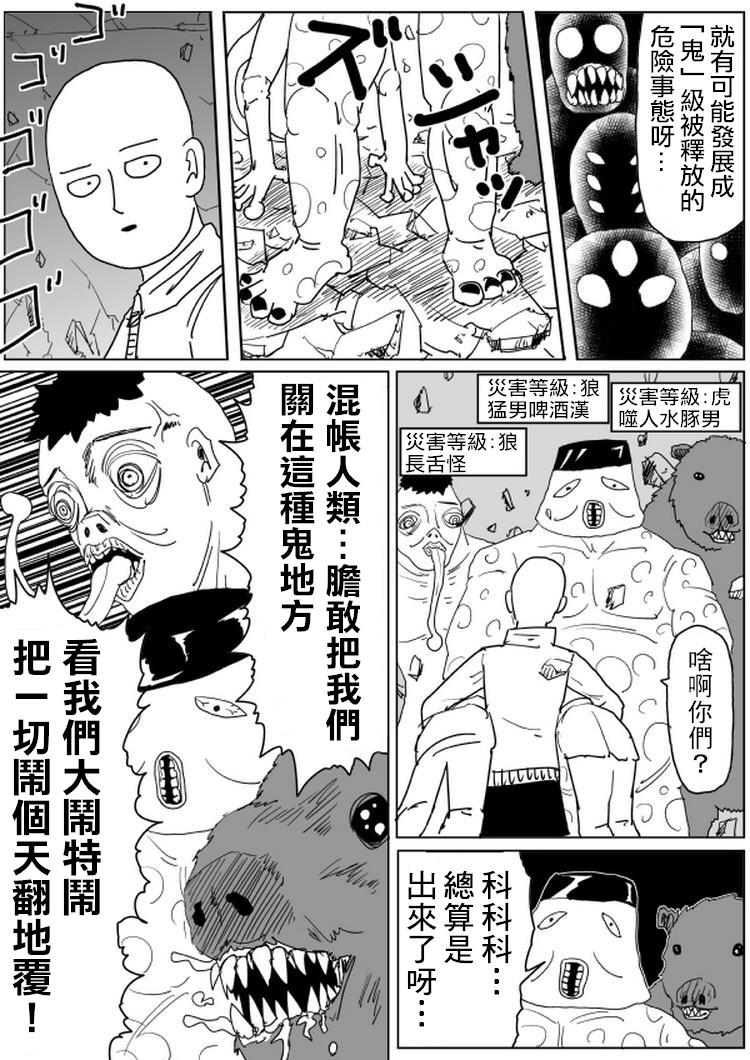 就有可能發展成
「鬼」級被釋放的
危險事態呀…
ズシャッ
ゴゴ
ゴゴゴ
災害等級:虎
噬人水豚男
災害等級:狼
猛男啤酒漢
災害等級:狼
長舌怪
啥啊你們？
科科科…
總算是
出來了呀…
混帳人類…膽敢把我們
關在這種鬼地方
看我們大鬧特鬧
把一切鬧個天翻地覆！